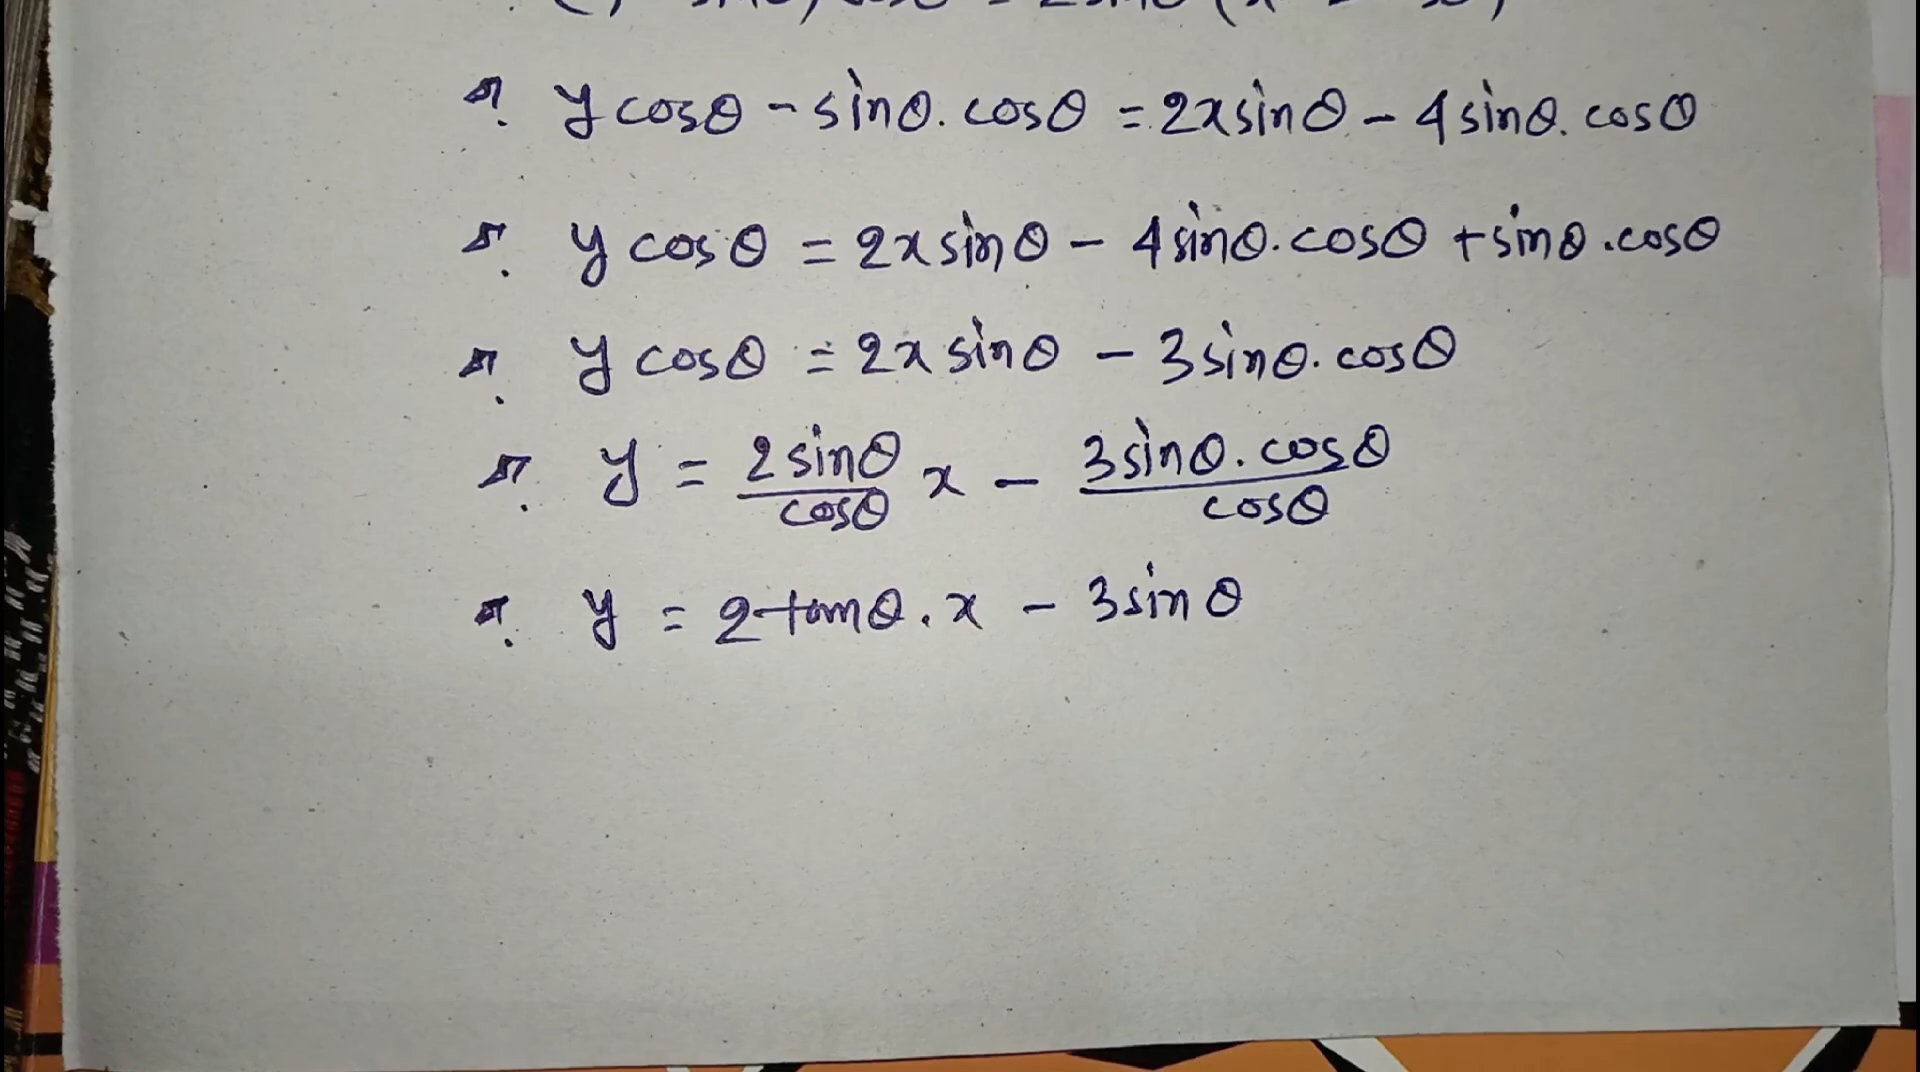 বা, y cosθ - sinθ. cosθ = 2x sinθ - 4 sinθ. cosθ
বা, y cosθ = 2x sinθ - 4 sinθ. cosθ + sinθ . cosθ
বা, y cosθ = 2x sinθ - 3 sinθ. cosθ
বা, y = 2 sinθ/cosθ x - 3 sinθ. cosθ/cosθ
বা, y = 2 tanθ. x - 3 sinθ